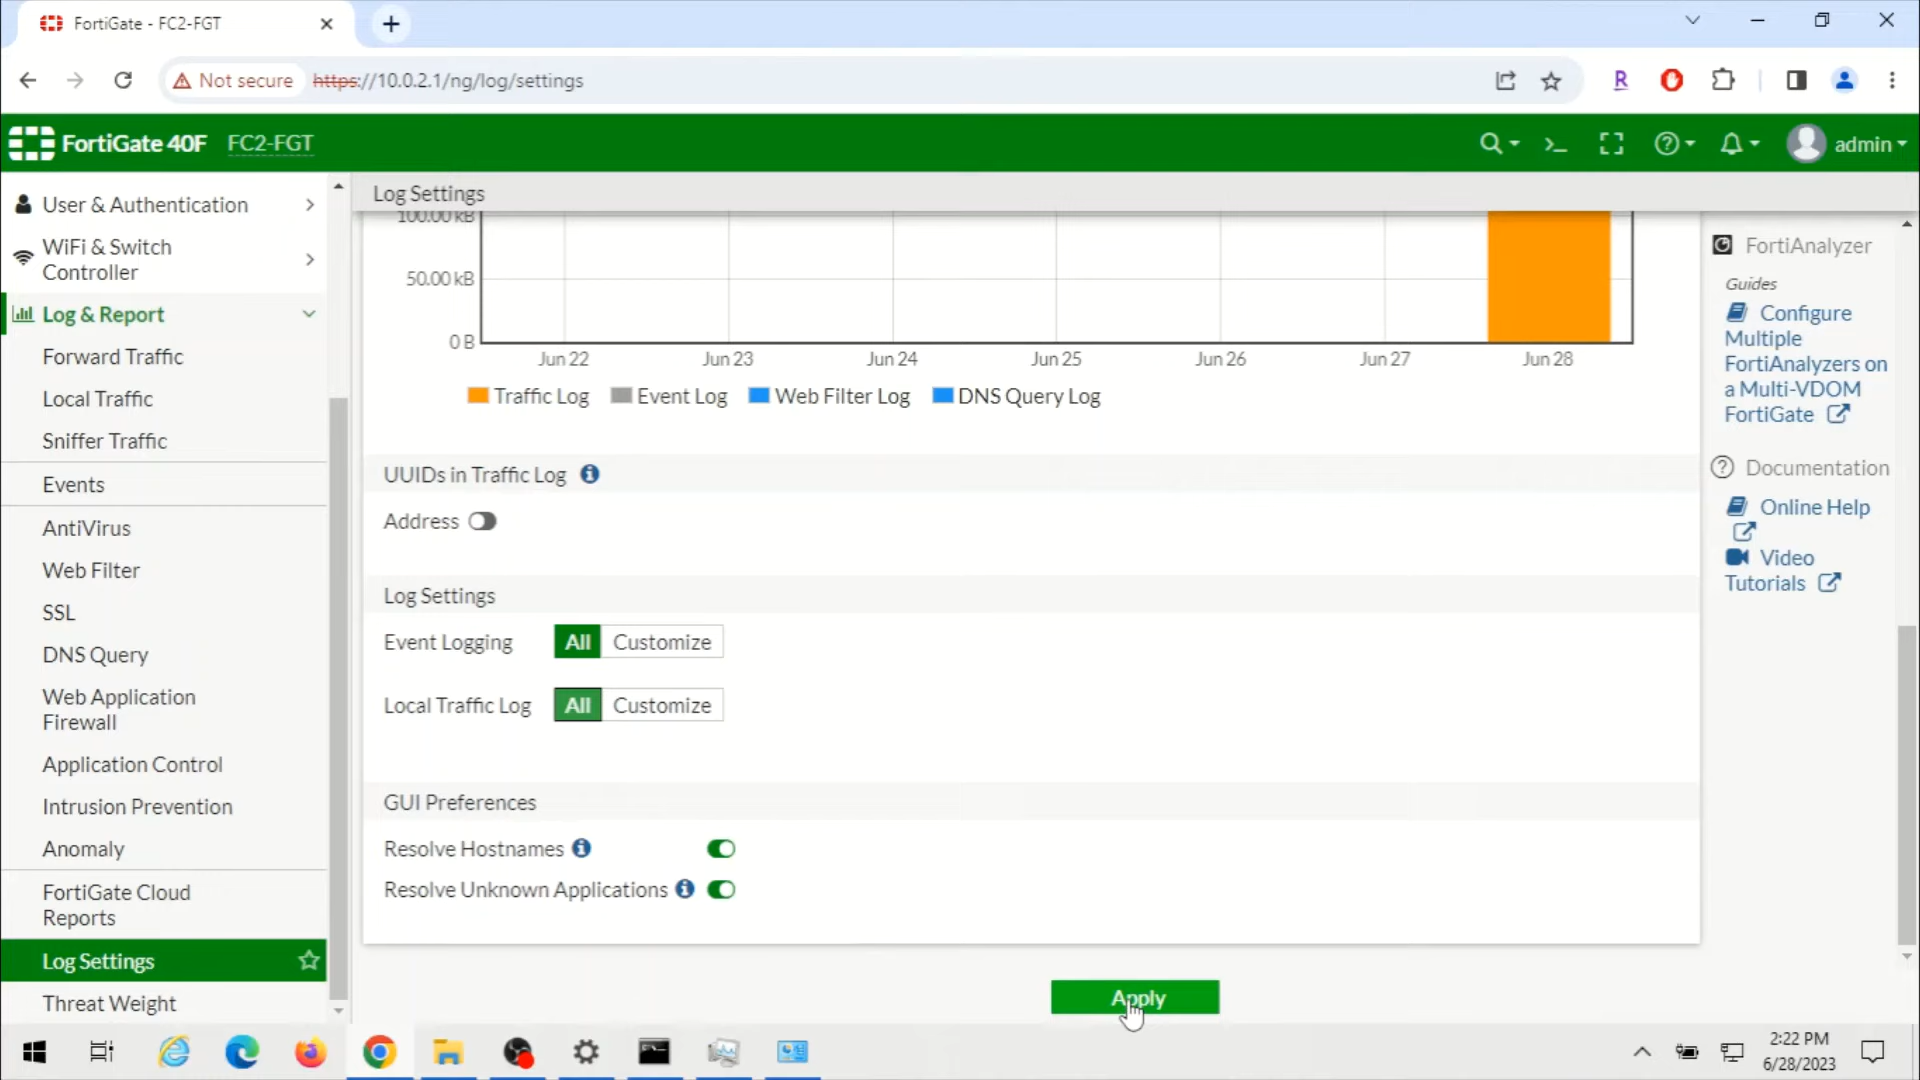 FortiGate - FC2-FGT
Not secure
https://10.0.2.1/ng/log/settings
R
FortiGate 40F
FC2-FGT
admin
User & Authentication
WiFi & Switch
Controller
Log & Report
Forward Traffic
Local Traffic
Sniffer Traffic
Events
AntiVirus
Web Filter
SSL
DNS Query
Web Application
Firewall
Application Control
Intrusion Prevention
Anomaly
FortiGate Cloud
Reports
Log Settings
Threat Weight
Log Settings
100.00 kB
50.00 kB
0 B
Jun 22
Jun 23
Jun 24
Jun 25
Jun 26
Jun 27
Jun 28
Traffic Log
Event Log
Web Filter Log
DNS Query Log
UUIDs in Traffic Log
Address
Log Settings
Event Logging
All
Customize
Local Traffic Log
All
Customize
GUI Preferences
Resolve Hostnames
Resolve Unknown Applications
Apply
FortiAnalyzer
Guides
Configure
Multiple
FortiAnalyzers on
a Multi-VDOM
FortiGate
Documentation
Online Help
Video
Tutorials
2:22 PM
6/28/2023